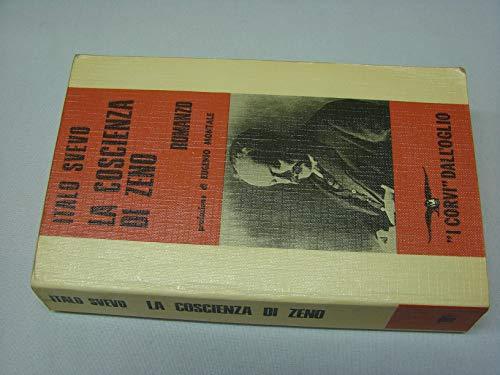 ITALO SVEVO
LA COSCIENZA
DI ZENO
ROMANZO
prefazione di EUGENIO MONTALE
"I CORVI" DALL'OGLIO
ITALO SVEVO LA COSCIENZA DI ZENO